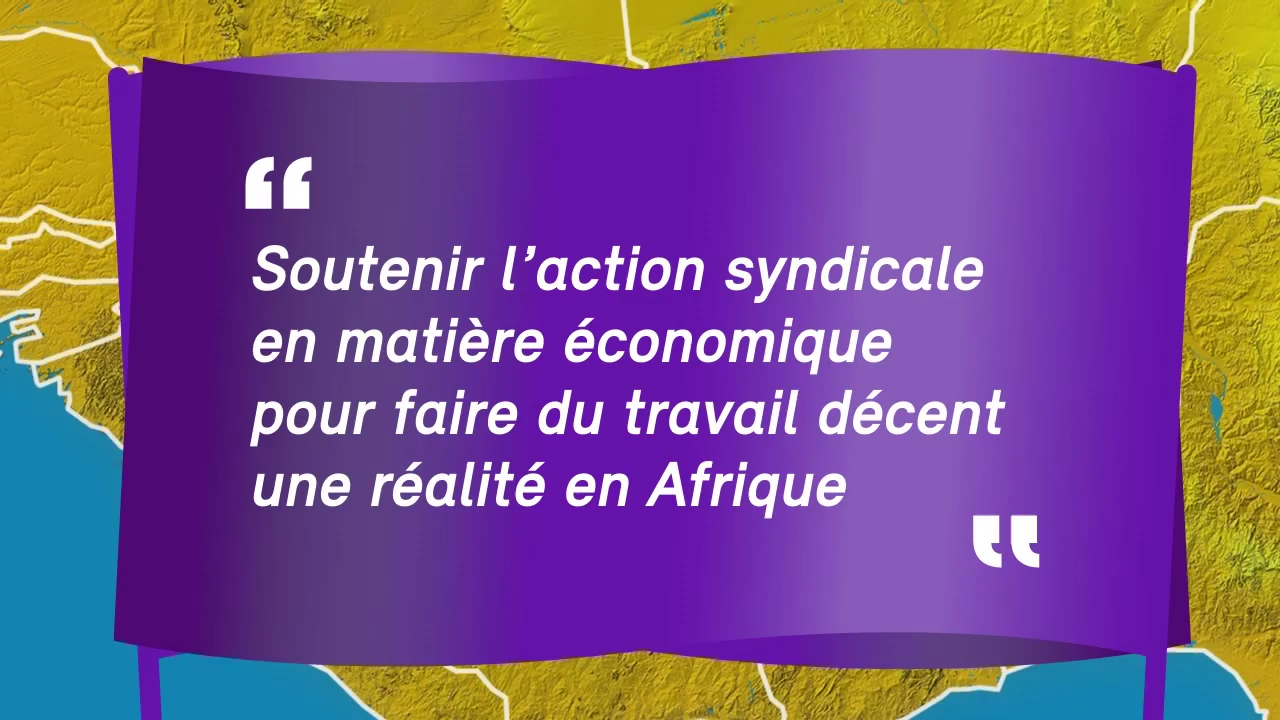 “
Soutenir l’action syndicale
en matière économique
pour faire du travail décent
une réalité en Afrique
”